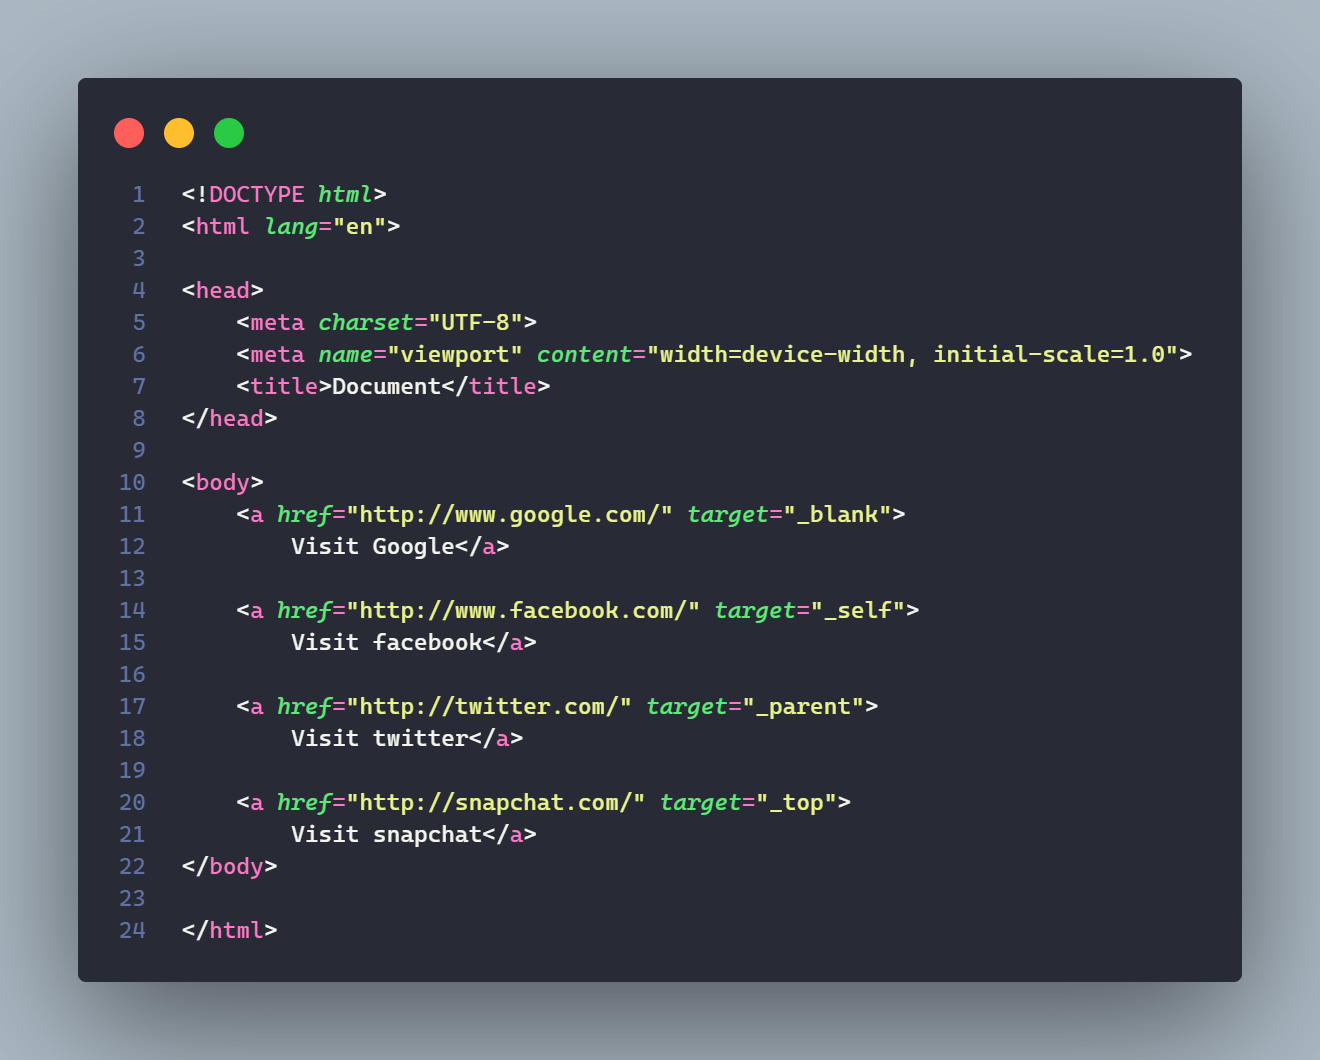 1 <!DOCTYPE html>
2 <html lang="en">
3
4 <head>
5     <meta charset="UTF-8">
6     <meta name="viewport" content="width=device-width, initial-scale=1.0">
7     <title>Document</title>
8 </head>
9
10 <body>
11     <a href="http://www.google.com/" target="_blank">
12         Visit Google</a>
13
14     <a href="http://www.facebook.com/" target="_self">
15         Visit facebook</a>
16
17     <a href="http://twitter.com/" target="_parent">
18         Visit twitter</a>
19
20     <a href="http://snapchat.com/" target="_top">
21         Visit snapchat</a>
22 </body>
23
24 </html>